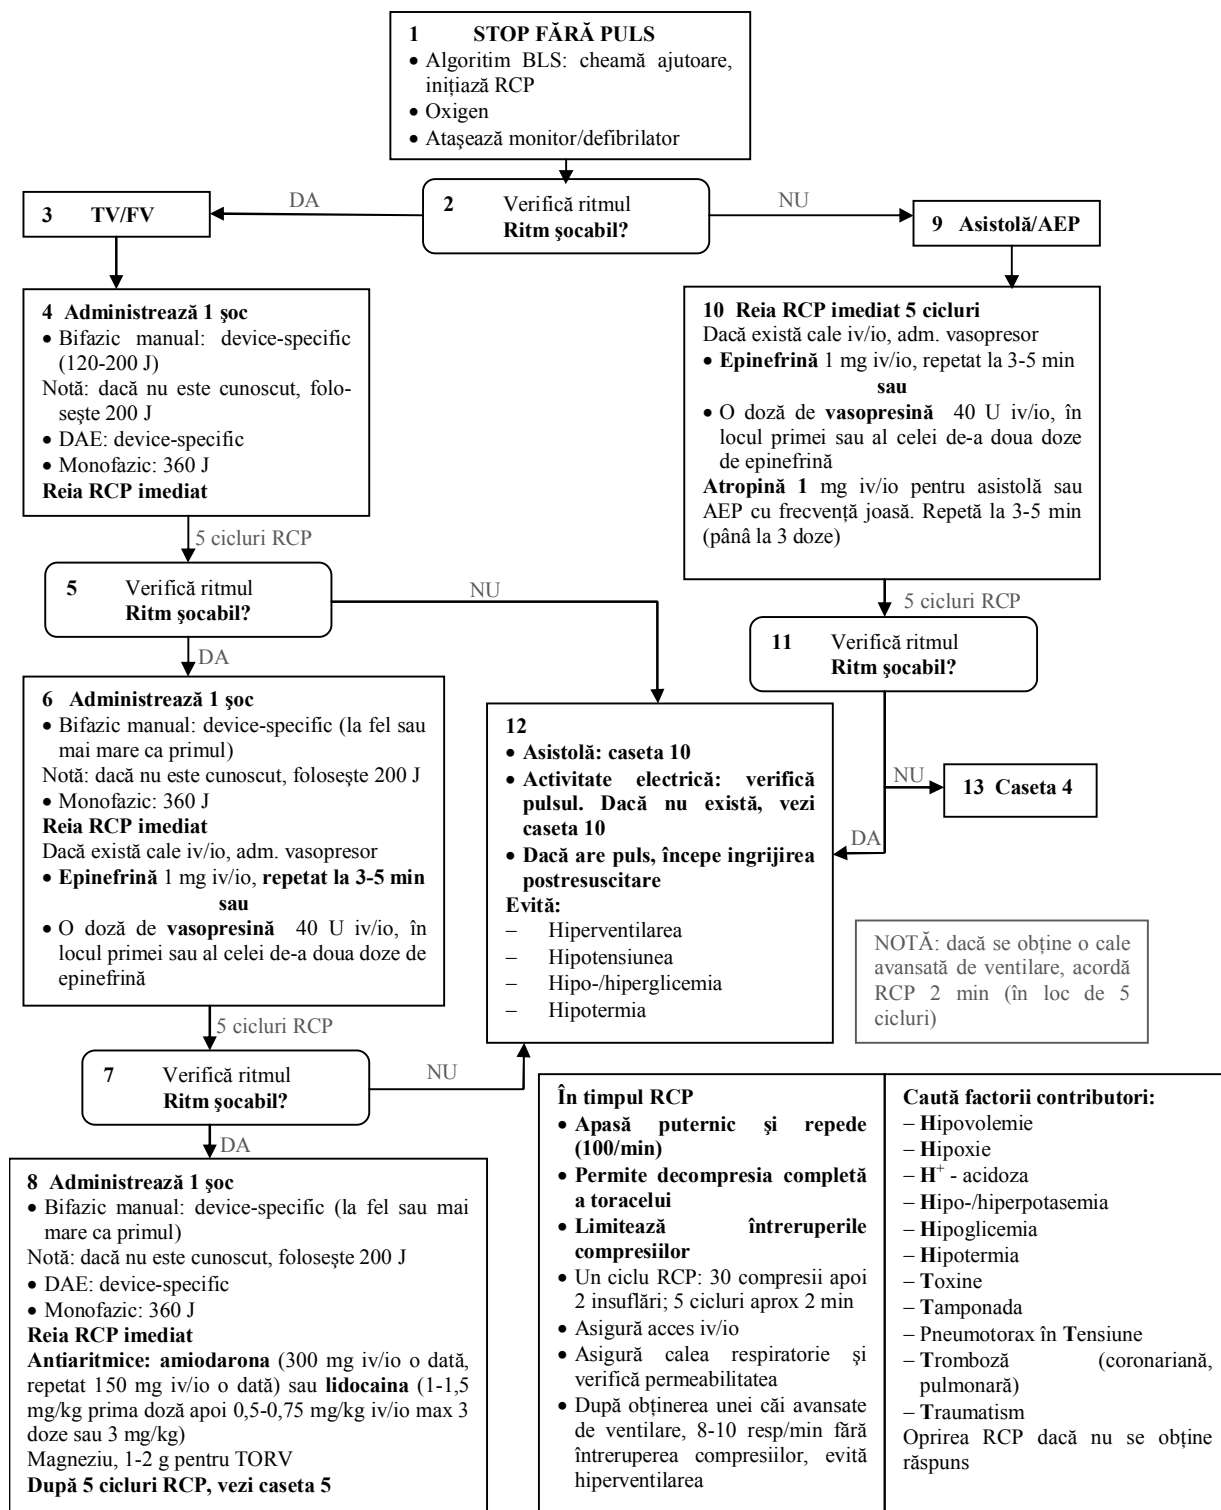 1 STOP FĂRĂ PULS
• Algoritim BLS: cheamă ajutoare,
inițiază RCP
• Oxigen
• Ataşează monitor/defibrilator
2 Verifică ritmul
Ritm şocabil?
DA
NU
3 TV/FV
9 Asistolă/AEP
4 Administrează 1 şoc
• Bifazic manual: device-specific
(120-200 J)
Notă: dacă nu este cunoscut, folo-
seşte 200 J
• DAE: device-specific
• Monofazic: 360 J
Reia RCP imediat
5 cicluri RCP
10 Reia RCP imediat 5 cicluri
Dacă există cale iv/io, adm. vasopresor
• Epinefrină 1 mg iv/io, repetat la 3-5 min
sau
• O doză de vasopresină 40 U iv/io, în
locul primei sau al celei de-a doua doze
de epinefrină
Atropină 1 mg iv/io pentru asistolă sau
AEP cu frecvență joasă. Repetă la 3-5 min
(până la 3 doze)
5 cicluri RCP
5 Verifică ritmul
Ritm şocabil?
NU
DA
11 Verifică ritmul
Ritm şocabil?
NU
DA
13 Caseta 4
6 Administrează 1 şoc
• Bifazic manual: device-specific (la fel sau
mai mare ca primul)
Notă: dacă nu este cunoscut, foloseşte 200 J
• Monofazic: 360 J
Reia RCP imediat
Dacă există cale iv/io, adm. vasopresor
• Epinefrină 1 mg iv/io, repetat la 3-5 min
sau
• O doză de vasopresină 40 U iv/io, în
locul primei sau al celei de-a doua doze de
epinefrină
5 cicluri RCP
12
• Asistolă: caseta 10
• Activitate electrică: verifică
pulsul. Dacă nu există, vezi
caseta 10
• Dacă are puls, începe ingrijirea
postresuscitare
Evită:
– Hiperventilarea
– Hipotensiunea
– Hipo-/hiperglicemia
– Hipotermia
NOTĂ: dacă se obține o cale
avansată de ventilare, acordă
RCP 2 min (în loc de 5
cicluri)
7 Verifică ritmul
Ritm şocabil?
NU
DA
8 Administrează 1 şoc
• Bifazic manual: device-specific (la fel sau mai
mare ca primul)
Notă: dacă nu este cunoscut, foloseşte 200 J
• DAE: device-specific
• Monofazic: 360 J
Reia RCP imediat
Antiaritmice: amiodarona (300 mg iv/io o dată,
repetat 150 mg iv/io o dată) sau lidocaina (1-1,5
mg/kg prima doză apoi 0,5-0,75 mg/kg iv/io max 3
doze sau 3 mg/kg)
Magneziu, 1-2 g pentru TORV
După 5 cicluri RCP, vezi caseta 5
În timpul RCP
• Apasă puternic şi repede
(100/min)
• Permite decompresia completă
a toracelui
• Limitează întreruperile
compresiilor
• Un ciclu RCP: 30 compresii apoi
2 insuflări; 5 cicluri aprox 2 min
• Asigură acces iv/io
• Asigură calea respiratorie şi
verifică permeabilitatea
• După obținerea unei căi avansate
de ventilare, 8-10 resp/min fără
întreruperea compresiilor, evită
hiperventilarea
Caută factorii contributori:
– Hipovolemie
– Hipoxie
– H⁺ - acidoza
– Hipo-/hiperpotasemia
– Hipoglicemia
– Hipotermia
– Toxine
– Tamponada
– Pneumotorax în Tensiune
– Tromboză (coronariană,
pulmonară)
– Traumatism
Oprirea RCP dacă nu se obține
răspuns